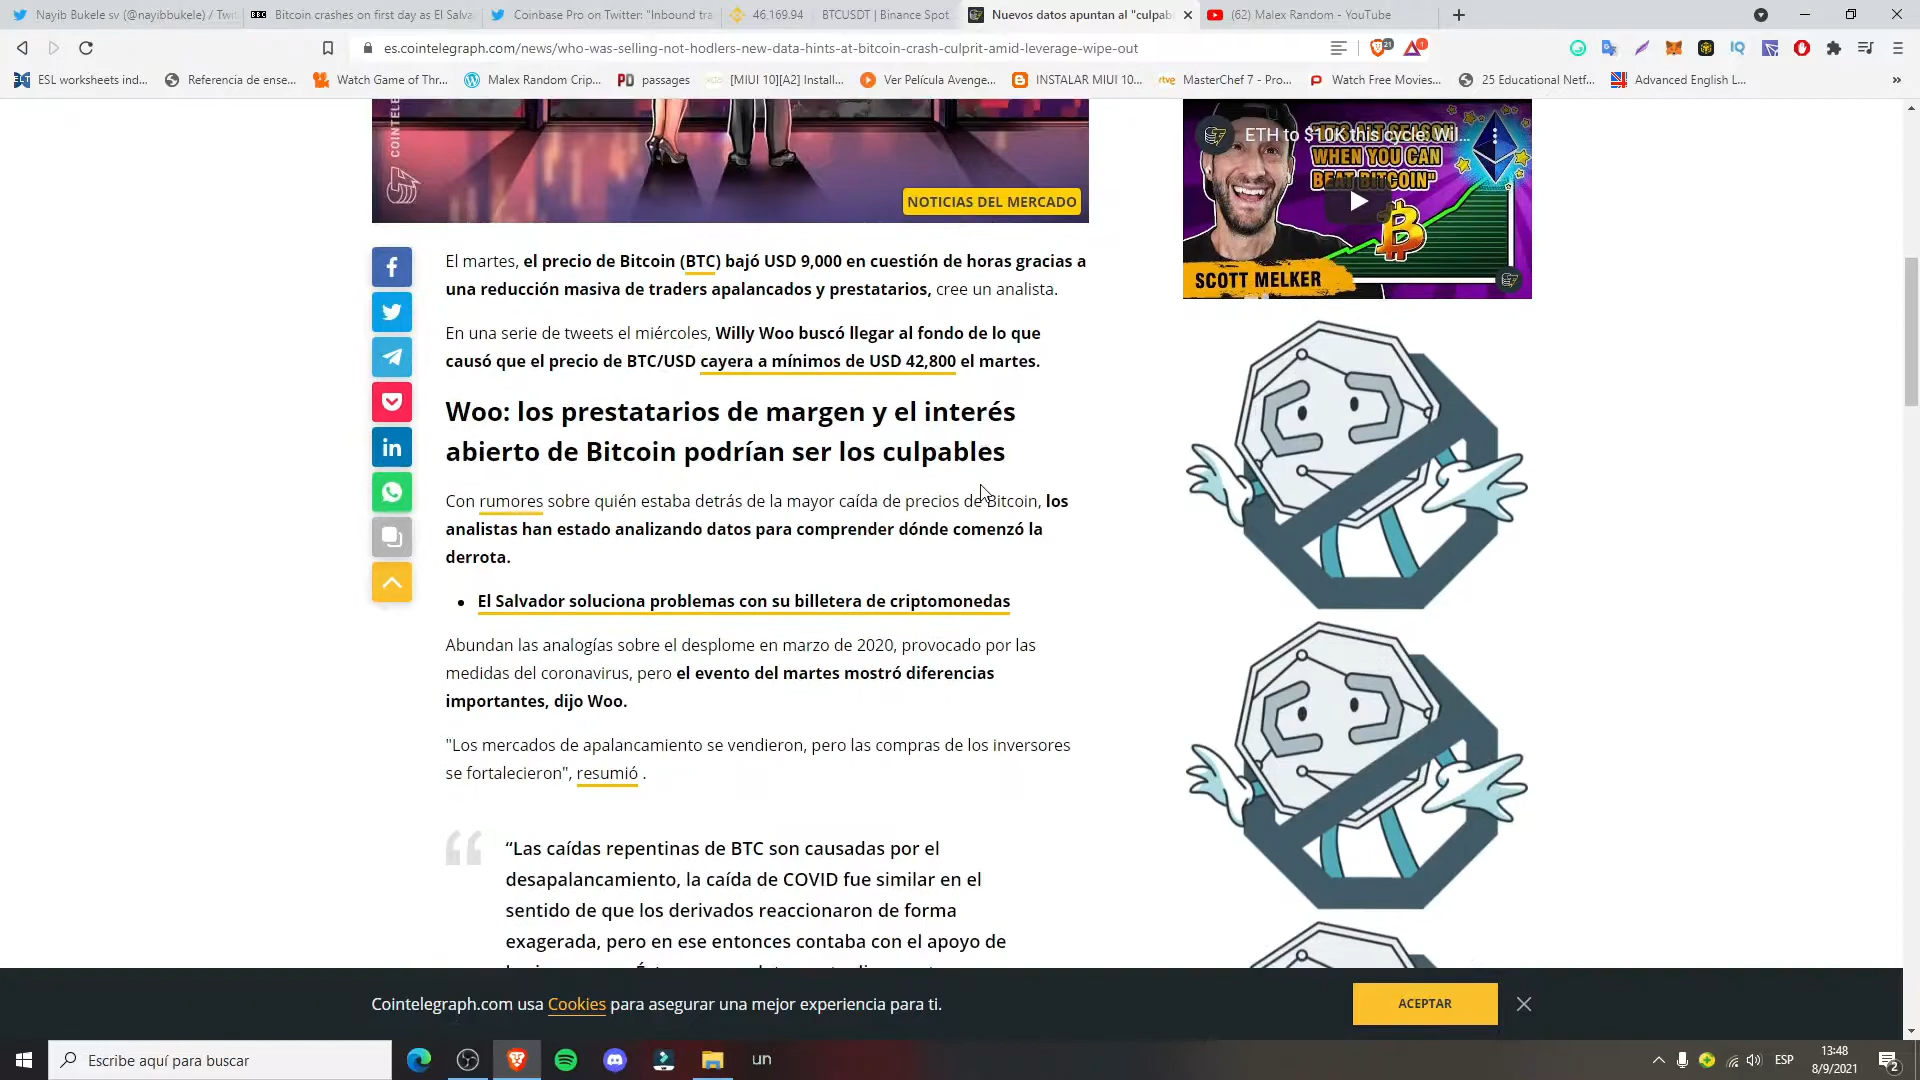 Nayib Bukele sv (@nayibbukele) / Twit
Bitcoin crashes on first day as El Salva
Coinbase Pro on Twitter: "Inbound tra
46,169.94
BTCUSDT | Binance Spot
Nuevos datos apuntan al "culpab
(62) Malex Random - YouTube
es.cointelegraph.com/news/who-was-selling-not-hodlers-new-data-hints-at-bitcoin-crash-culprit-amid-leverage-wipe-out
21
1
ESL worksheets ind...
Referencia de ense...
Watch Game of Thr...
Malex Random Crip...
passages
[MIUI 10][A2] Install...
Ver Película Avenge...
INSTALAR MIUI 10...
MasterChef 7 - Pro...
Watch Free Movies...
25 Educational Netf...
Advanced English L...
NOTICIAS DEL MERCADO
ETH to $10K this cycle. Wil...
WHEN YOU CAN
BEAT BITCOIN"
SCOTT MELKER
El martes, el precio de Bitcoin (BTC) bajó USD 9,000 en cuestión de horas gracias a
una reducción masiva de traders apalancados y prestatarios, cree un analista.
En una serie de tweets el miércoles, Willy Woo buscó llegar al fondo de lo que
causó que el precio de BTC/USD cayera a mínimos de USD 42,800 el martes.
Woo: los prestatarios de margen y el interés
abierto de Bitcoin podrían ser los culpables
Con rumores sobre quién estaba detrás de la mayor caída de precios de Bitcoin, los
analistas han estado analizando datos para comprender dónde comenzó la
derrota.
El Salvador soluciona problemas con su billetera de criptomonedas
Abundan las analogías sobre el desplome en marzo de 2020, provocado por las
medidas del coronavirus, pero el evento del martes mostró diferencias
importantes, dijo Woo.
"Los mercados de apalancamiento se vendieron, pero las compras de los inversores
se fortalecieron", resumió .
“Las caídas repentinas de BTC son causadas por el
desapalancamiento, la caída de COVID fue similar en el
sentido de que los derivados reaccionaron de forma
exagerada, pero en ese entonces contaba con el apoyo de
Cointelegraph.com usa Cookies para asegurar una mejor experiencia para ti.
ACEPTAR
Escribe aquí para buscar
un
ESP
13:48
8/9/2021
2